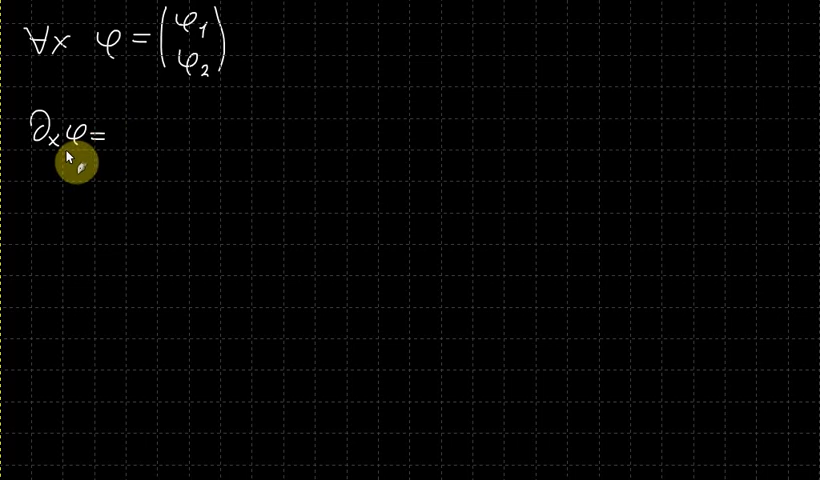 ∀x φ = (φ₁
φ₂)
∂ₓφ =